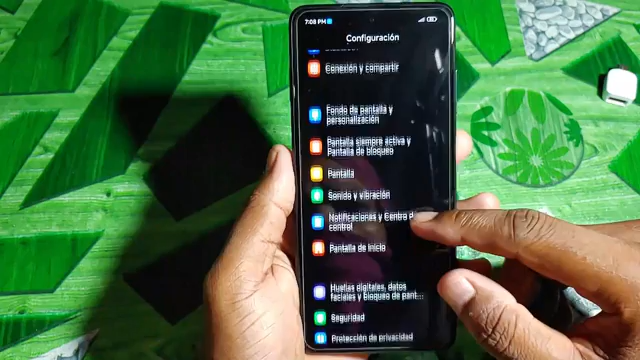 7:08 PM
Configuración
Conexión y compartir
Fondo de pantalla y
personalización
Pantalla siempre activa y
Pantalla de bloqueo
Pantalla
Sonido y vibración
Notificaciones y Centro
control
Pantalla de inicio
Huellas digitales, datos
faciales y bloqueo de pant...
Seguridad
Protección de privacidad